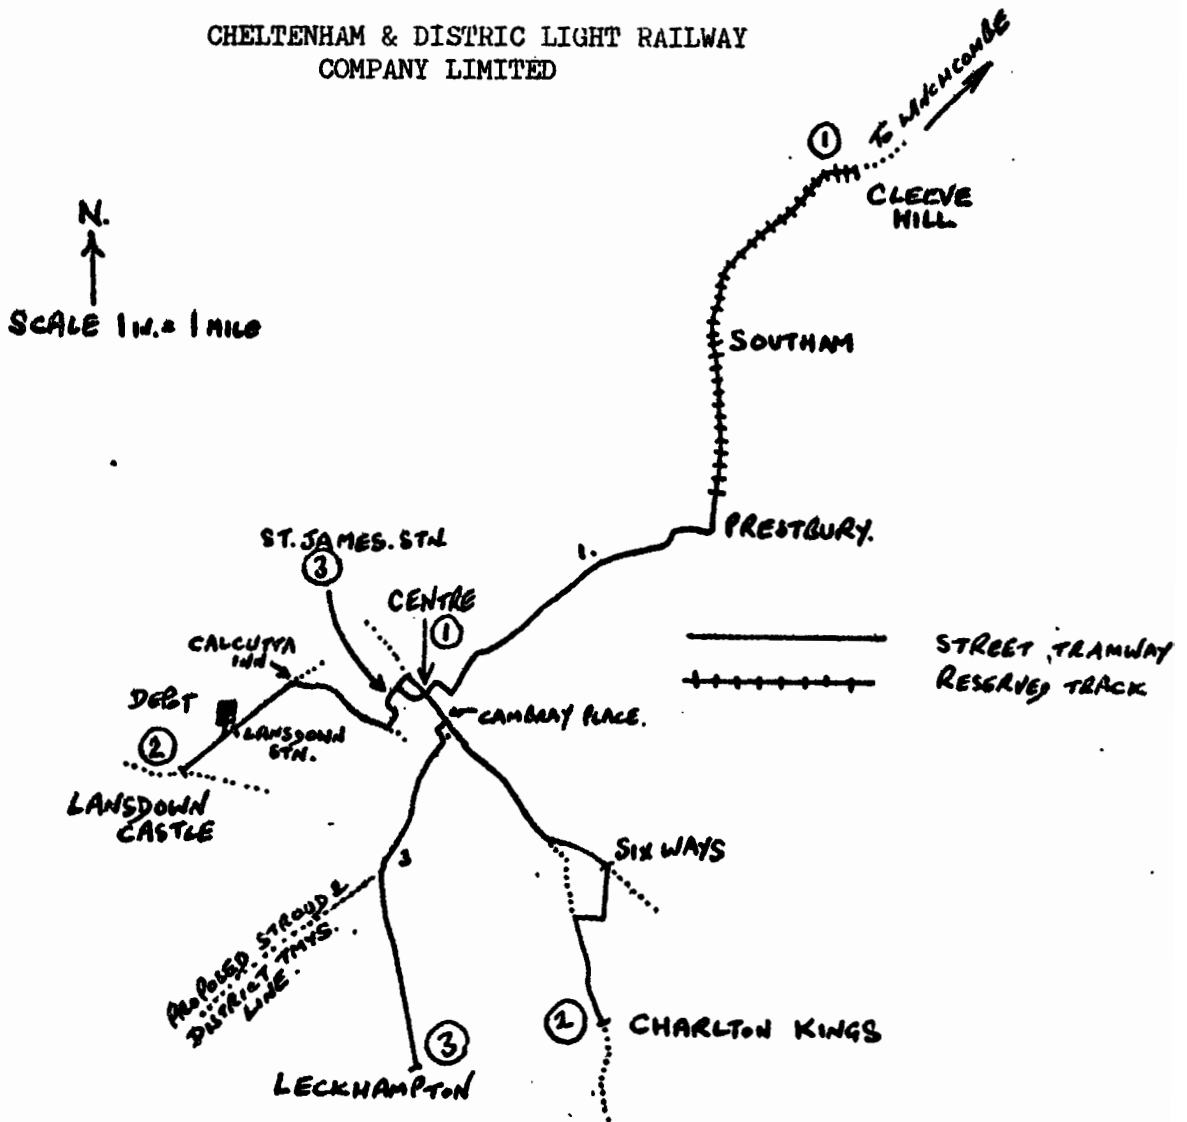 CHELTENHAM & DISTRIC LIGHT RAILWAY
COMPANY LIMITED
TO WINCHCOMBE
1
CLEEVE
HILL.
N.
SCALE 1 IN. = 1 MILE
SOUTHAM
PRESTBURY.
ST. JAMES. STN.
3
1.
CENTRE
1
CALCUTTA
INN
STREET TRAMWAY
RESERVED TRACK
DEPOT
CAMBRAY PLACE.
LANSDOWN
STN.
2
LANSDOWN
CASTLE
SIX WAYS
3
PROPOSED STROUD &
DISTRICT TMYS.
LINE.
2
CHARLTON KINGS
3
LECKHAMPTON